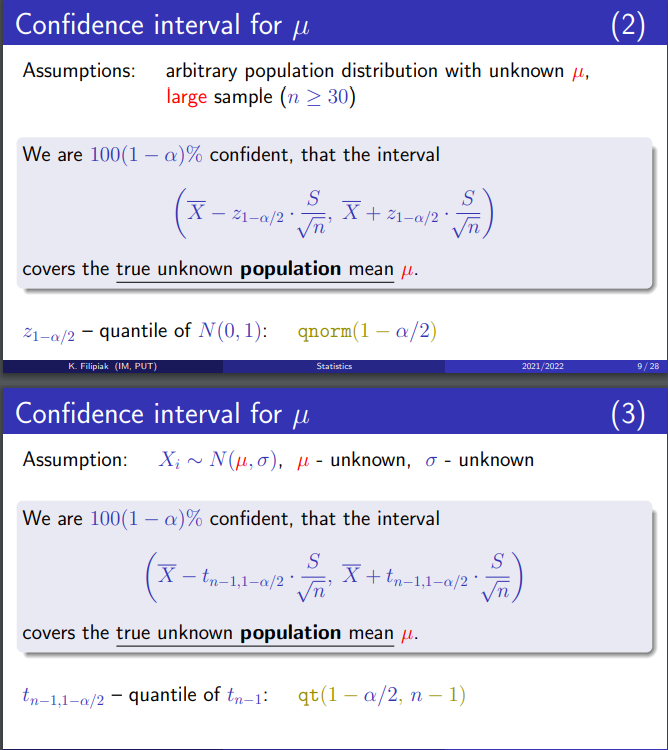 Confidence interval for μ (2)
Assumptions: arbitrary population distribution with unknown μ,
large sample (n ≥ 30)
We are 100(1 − α)% confident, that the interval
(X̅ − z₁₋α/₂ · S/√n, X̅ + z₁₋α/₂ · S/√n)
covers the true unknown population mean μ.
z₁₋α/₂ – quantile of N(0, 1): qnorm(1 − α/2)
K. Filipiak (IM, PUT) Statistics 2021/2022 9 / 28
Confidence interval for μ (3)
Assumption: Xᵢ ∼ N(μ, σ), μ - unknown, σ - unknown
We are 100(1 − α)% confident, that the interval
(X̅ − tₙ₋₁,₁₋α/₂ · S/√n, X̅ + tₙ₋₁,₁₋α/₂ · S/√n)
covers the true unknown population mean μ.
tₙ₋₁,₁₋α/₂ – quantile of tₙ₋₁: qt(1 − α/2, n − 1)